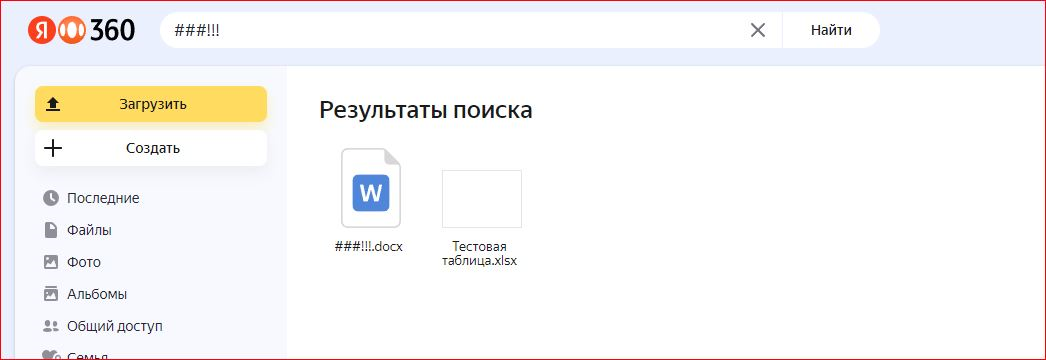 Я 360
###!!!
Найти
Загрузить
Создать
Последние
Файлы
Фото
Альбомы
Общий доступ
Семья
Результаты поиска
W
###!!!.docx
Тестовая
таблица.xlsx